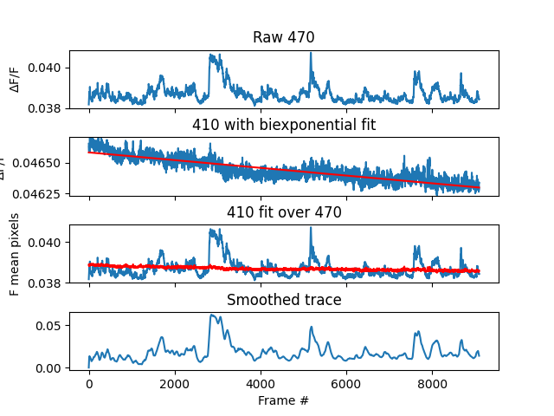 Raw 470
ΔF/F
0.040
0.038
410 with biexponential fit
0.04650
0.04625
410 fit over 470
F mean pixels
0.040
0.038
Smoothed trace
0.05
0.00
0 2000 4000 6000 8000
Frame #